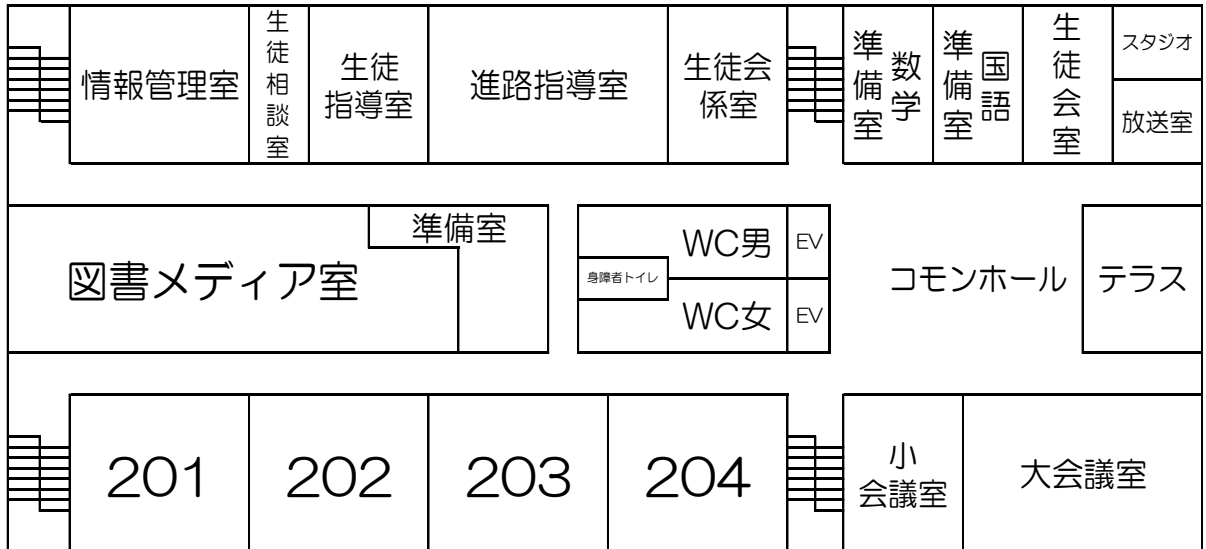 情報管理室
生徒相談室
生徒
指導室
進路指導室
生徒会
係室
数学
準備室
国語
準備室
生徒会室
スタジオ
放送室
図書メディア室
準備室
WC男
EV
身障者トイレ
WC女
EV
コモンホール
テラス
201
202
203
204
小
会議室
大会議室